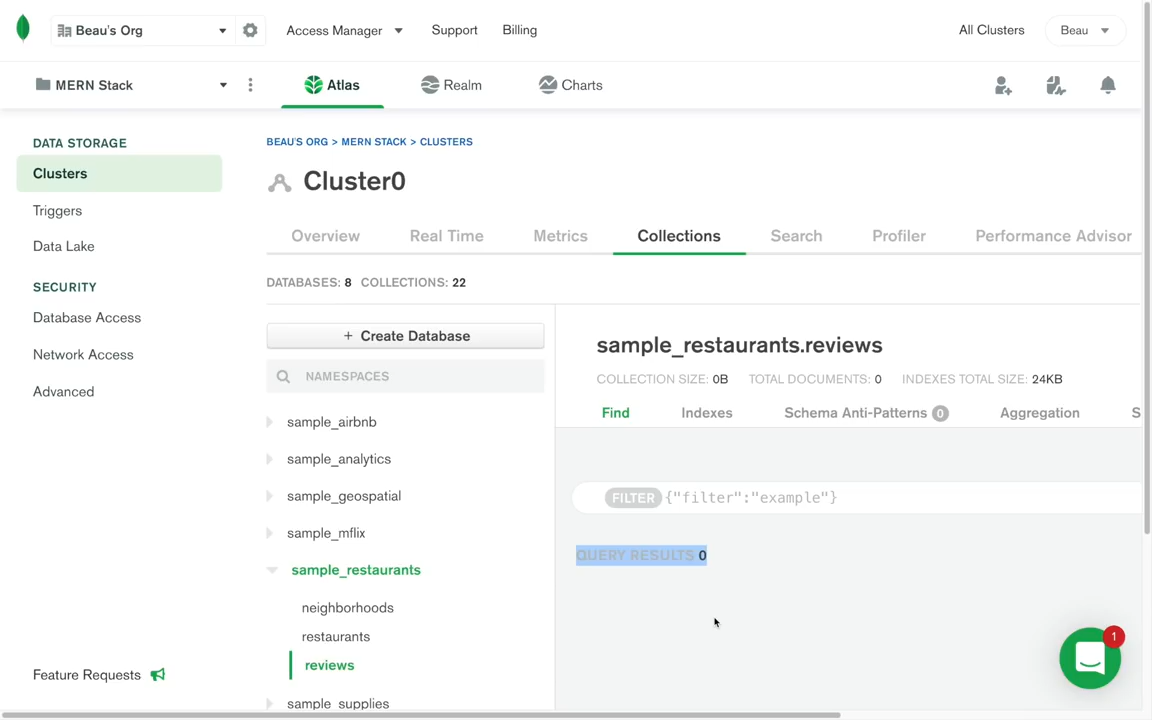 Beau's Org
Access Manager
Support
Billing
All Clusters
Beau
MERN Stack
Atlas
Realm
Charts
DATA STORAGE
Clusters
Triggers
Data Lake
SECURITY
Database Access
Network Access
Advanced
Feature Requests
BEAU'S ORG > MERN STACK > CLUSTERS
Cluster0
Overview
Real Time
Metrics
Collections
Search
Profiler
Performance Advisor
DATABASES: 8 COLLECTIONS: 22
+ Create Database
NAMESPACES
sample_airbnb
sample_analytics
sample_geospatial
sample_mflix
sample_restaurants
neighborhoods
restaurants
reviews
sample_supplies
sample_restaurants.reviews
COLLECTION SIZE: 0B TOTAL DOCUMENTS: 0 INDEXES TOTAL SIZE: 24KB
Find
Indexes
Schema Anti-Patterns 0
Aggregation
S
FILTER {"filter":"example"}
QUERY RESULTS 0
1